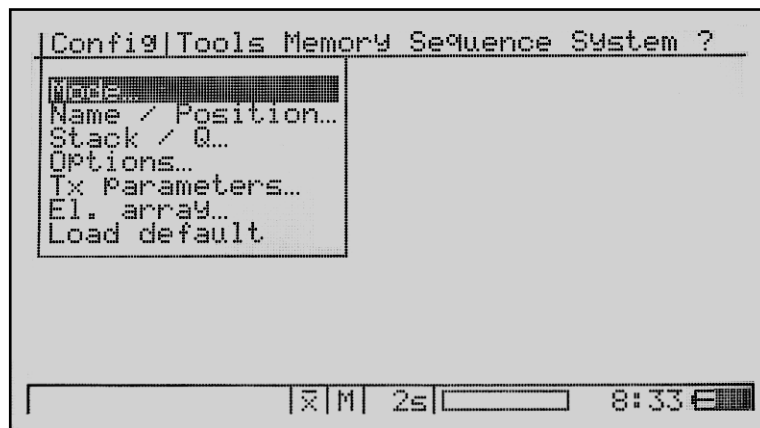 |Config|Tools Memory Sequence System ?
Mode…
Name / Position…
Stack / Q…
Options…
Tx parameters…
El. array…
Load default
|x̅|M| 2s| 8:33